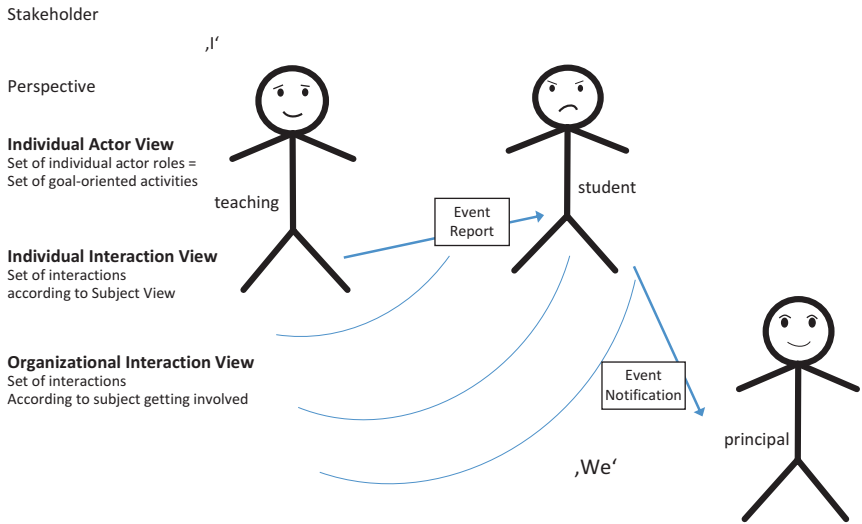 Stakeholder
‚I‘
Perspective
Individual Actor View
Set of individual actor roles =
Set of goal-oriented activities
teaching
student
Event
Report
Individual Interaction View
Set of interactions
according to Subject View
Organizational Interaction View
Set of interactions
According to subject getting involved
Event
Notification
principal
‚We‘